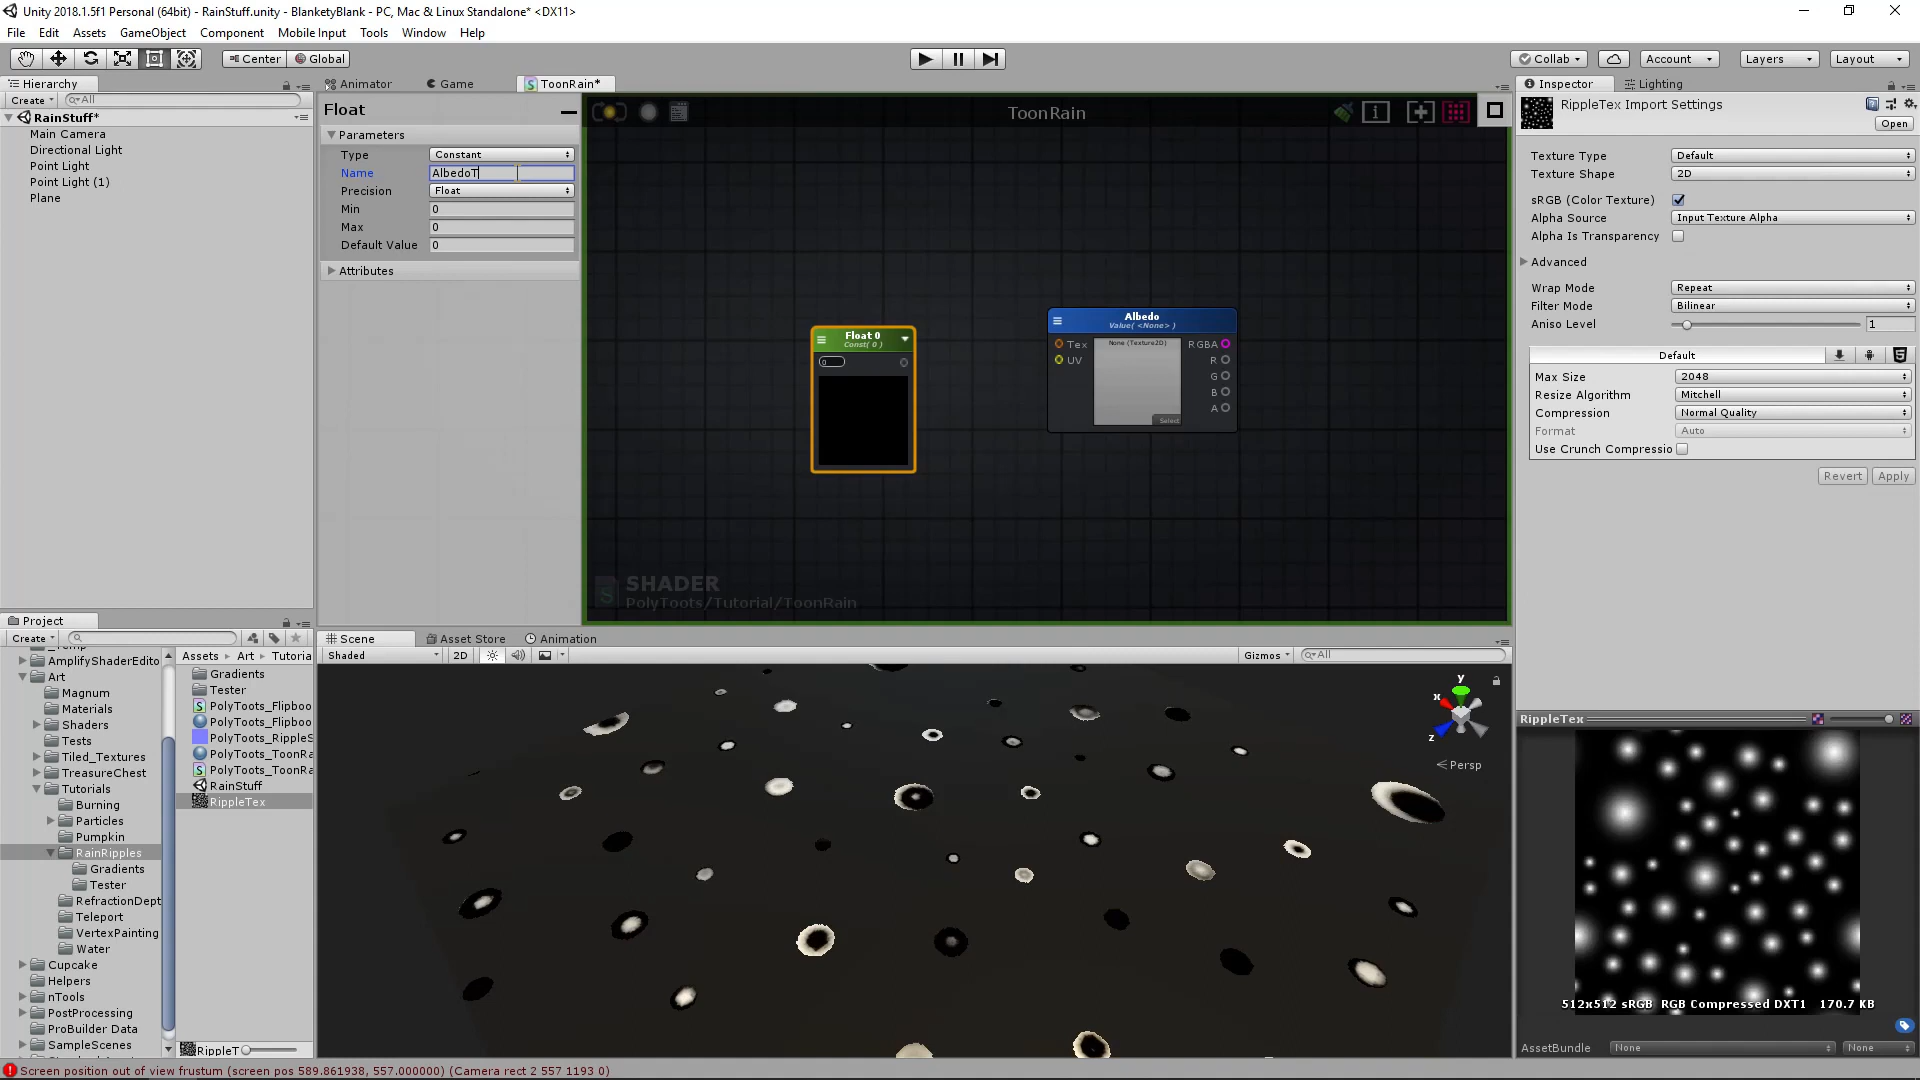 Unity 2018.1.5f1 Personal (64bit) - RainStuff.unity - BlanketyBlank - PC, Mac & Linux Standalone* <DX11>
File Edit Assets GameObject Component Mobile Input Tools Window Help
Center Global Collab Account Layers Layout
Hierarchy
Create All
RainStuff*
Main Camera
Directional Light
Point Light
Point Light (1)
Plane
Animator Game ToonRain*
Float
Parameters
Type Constant
Name AlbedoT
Precision Float
Min 0
Max 0
Default Value 0
Attributes
ToonRain
Float 0
Const( 0 )
0
Albedo
Value( <None> )
Tex None (Texture2D) RGBA
UV R
G
B
A
Select
SHADER
PolyToots/Tutorial/ToonRain
Inspector Lighting
RippleTex Import Settings
Open
Texture Type Default
Texture Shape 2D
sRGB (Color Texture)
Alpha Source Input Texture Alpha
Alpha Is Transparency
Advanced
Wrap Mode Repeat
Filter Mode Bilinear
Aniso Level 1
Default
Max Size 2048
Resize Algorithm Mitchell
Compression Normal Quality
Format Auto
Use Crunch Compressio
Revert Apply
Project
Create
_Temp
AmplifyShaderEdito
Art
Magnum
Materials
Shaders
Tests
Tiled_Textures
TreasureChest
Tutorials
Burning
Particles
Pumpkin
RainRipples
Gradients
Tester
RefractionDept
Teleport
VertexPainting
Water
Cupcake
Helpers
nTools
PostProcessing
ProBuilder Data
SampleScenes
Assets Art Tutoria
Gradients
Tester
PolyToots_Flipboo
PolyToots_Flipboo
PolyToots_RippleS
PolyToots_ToonRa
PolyToots_ToonRa
RainStuff
RippleTex
RippleT
Scene Asset Store Animation
Shaded 2D Gizmos All
y
x
z
Persp
RippleTex
512x512 sRGB RGB Compressed DXT1 170.7 KB
AssetBundle None None
Screen position out of view frustum (screen pos 589.861938, 557.000000) (Camera rect 2 557 1193 0)